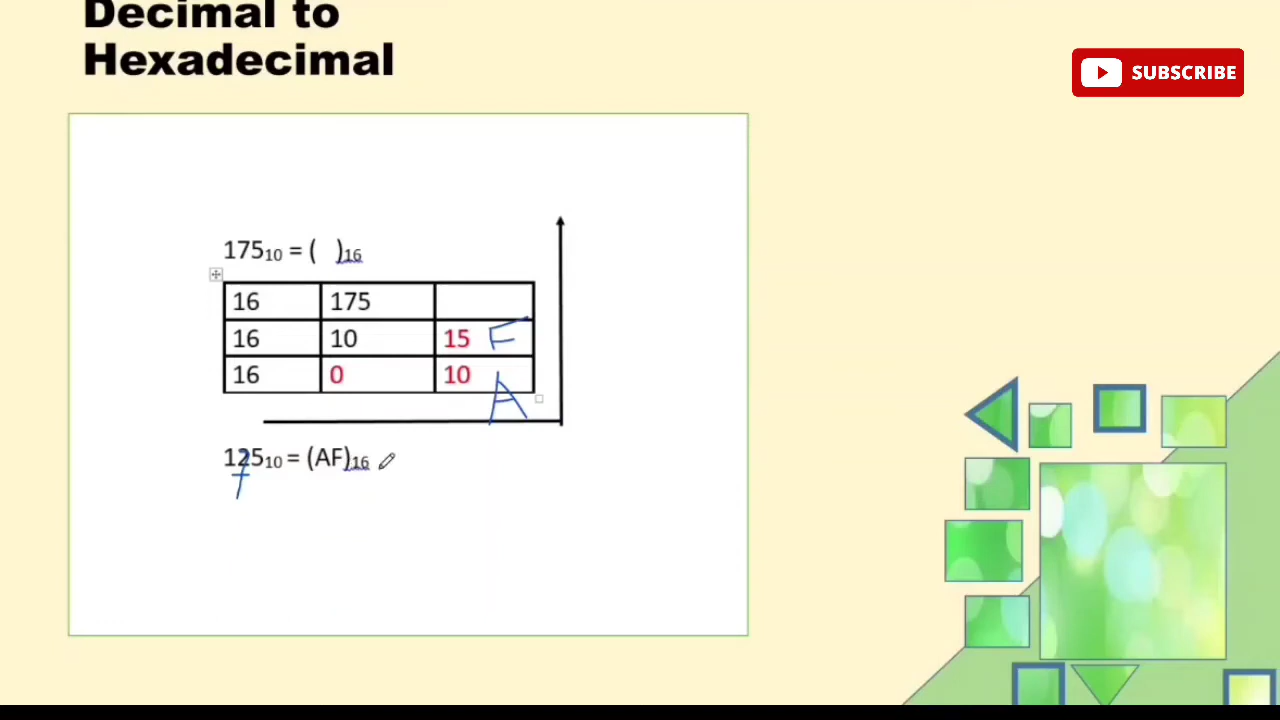 Decimal to
Hexadecimal
SUBSCRIBE
175₁₀ = (   )₁₆
16 175
16 10 15 F
16 0 10 A
125₁₀ = (AF)₁₆
7